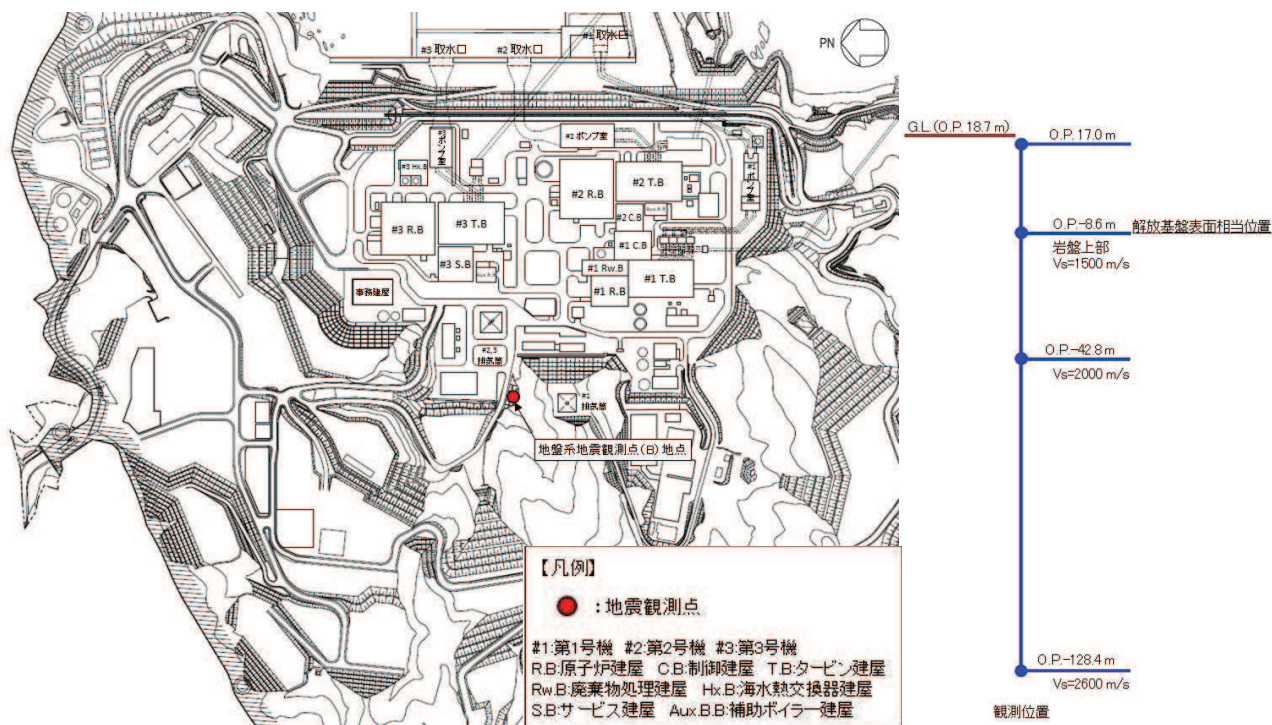 #3 取水口
#2 取水口
#1 取水口
PN
#3 ポンプ室
#2 ポンプ室
#1 ポンプ室
#3 Hx.B
#2 R.B
#2 T.B
#2 C.B
Aux.B.B
#3 R.B
#3 T.B
#1 C.B
#3 S.B
Aux.B.B
#1 Rw.B
#1 R.B
#1 T.B
事務建屋
#2,3
排気筒
#1
排気筒
地盤系地震観測点(B)地点
【凡例】
:地震観測点
#1:第1号機 #2:第2号機 #3:第3号機
R.B:原子炉建屋 C.B:制御建屋 T.B:タービン建屋
Rw.B:廃棄物処理建屋 Hx.B:海水熱交換器建屋
S.B:サービス建屋 Aux.B.B:補助ボイラー建屋
G.L.(O.P.18.7 m)
O.P.17.0 m
O.P.-8.6 m 解放基盤表面相当位置
岩盤上部
Vs=1500 m/s
O.P.-42.8 m
Vs=2000 m/s
O.P.-128.4 m
Vs=2600 m/s
観測位置